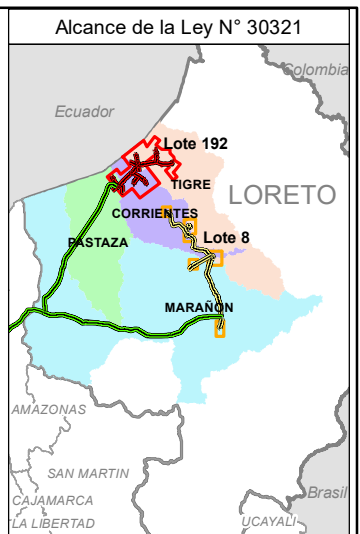 Alcance de la Ley N° 30321
Colombia
Ecuador
Lote 192
TIGRE
LORETO
CORRIENTES
Lote 8
PASTAZA
MARAÑON
AMAZONAS
SAN MARTIN
CAJAMARCA
Brasil
LA LIBERTAD
UCAYALI